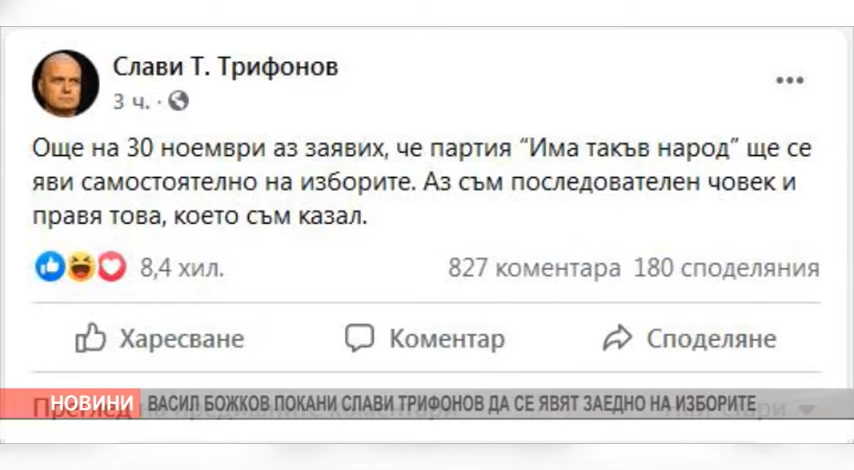 Слави Т. Трифонов
3 ч. ·
Още на 30 ноември аз заявих, че партия “Има такъв народ” ще се
яви самостоятелно на изборите. Аз съм последователен човек и
правя това, което съм казал.
8,4 хил. 827 коментара 180 споделяния
Харесване Коментар Споделяне
НОВИНИ ВАСИЛ БОЖКОВ ПОКАНИ СЛАВИ ТРИФОНОВ ДА СЕ ЯВЯТ ЗАЕДНО НА ИЗБОРИТЕ